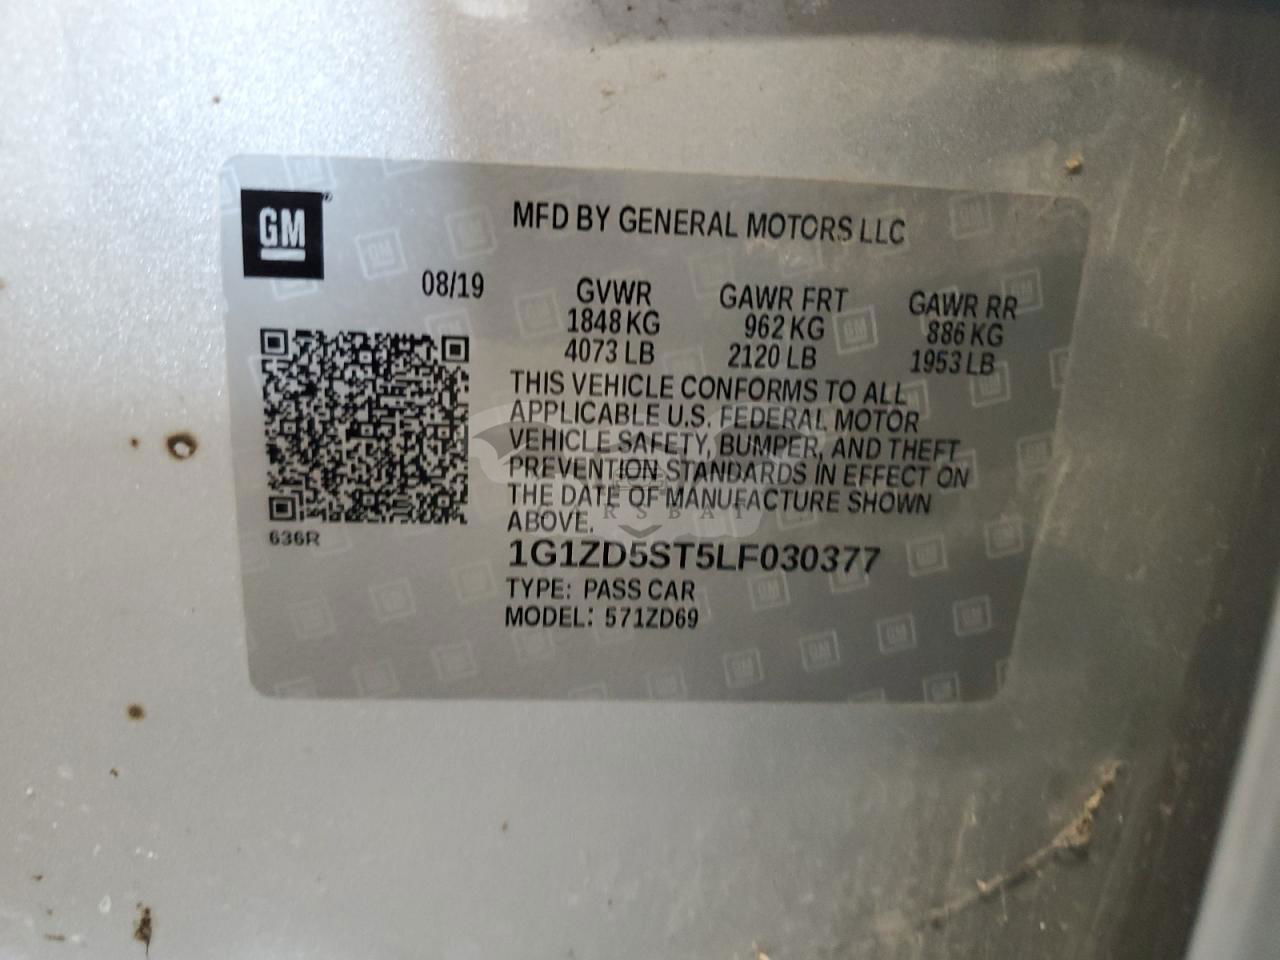 GM
MFD BY GENERAL MOTORS LLC
08/19
GVWR GAWR FRT GAWR RR
1848 KG 962 KG 886 KG
4073 LB 2120 LB 1953 LB
THIS VEHICLE CONFORMS TO ALL
APPLICABLE U.S. FEDERAL MOTOR
VEHICLE SAFETY, BUMPER, AND THEFT
PREVENTION STANDARDS IN EFFECT ON
THE DATE OF MANUFACTURE SHOWN
ABOVE.
636R
1G1ZD5ST5LF030377
TYPE: PASS CAR
MODEL: 571ZD69